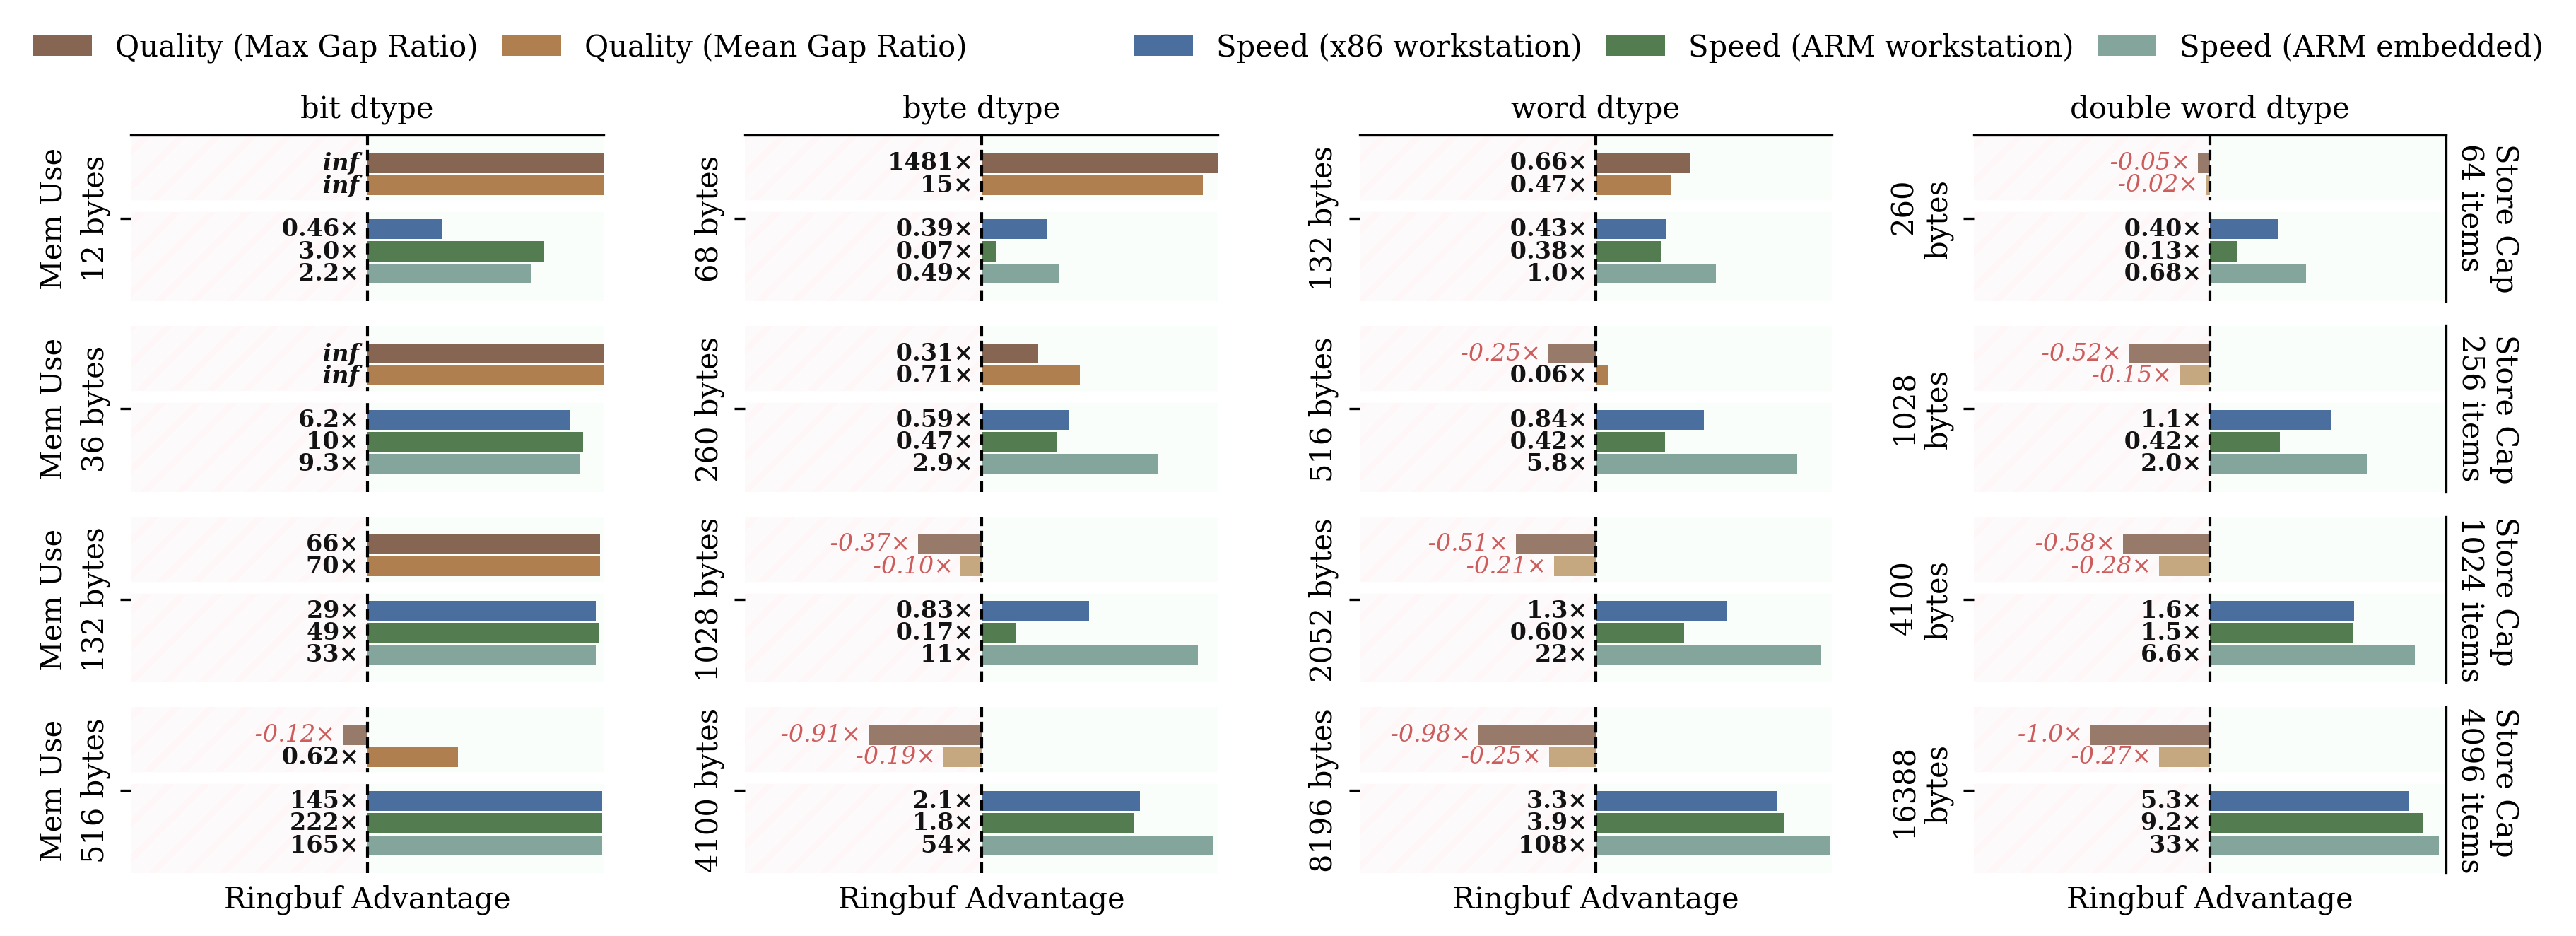 Quality (Max Gap Ratio) Quality (Mean Gap Ratio) Speed (x86 workstation) Speed (ARM workstation) Speed (ARM embedded)
bit dtype byte dtype word dtype double word dtype
Mem Use
12 bytes
inf
inf
0.46×
3.0×
2.2×
68 bytes
1481×
15×
0.39×
0.07×
0.49×
132 bytes
0.66×
0.47×
0.43×
0.38×
1.0×
260
bytes
-0.05×
-0.02×
0.40×
0.13×
0.68×
Store Cap
64 items
Mem Use
36 bytes
inf
inf
6.2×
10×
9.3×
260 bytes
0.31×
0.71×
0.59×
0.47×
2.9×
516 bytes
-0.25×
0.06×
0.84×
0.42×
5.8×
1028
bytes
-0.52×
-0.15×
1.1×
0.42×
2.0×
Store Cap
256 items
Mem Use
132 bytes
66×
70×
29×
49×
33×
1028 bytes
-0.37×
-0.10×
0.83×
0.17×
11×
2052 bytes
-0.51×
-0.21×
1.3×
0.60×
22×
4100
bytes
-0.58×
-0.28×
1.6×
1.5×
6.6×
Store Cap
1024 items
Mem Use
516 bytes
-0.12×
0.62×
145×
222×
165×
4100 bytes
-0.91×
-0.19×
2.1×
1.8×
54×
8196 bytes
-0.98×
-0.25×
3.3×
3.9×
108×
16388
bytes
-1.0×
-0.27×
5.3×
9.2×
33×
Store Cap
4096 items
Ringbuf Advantage Ringbuf Advantage Ringbuf Advantage Ringbuf Advantage